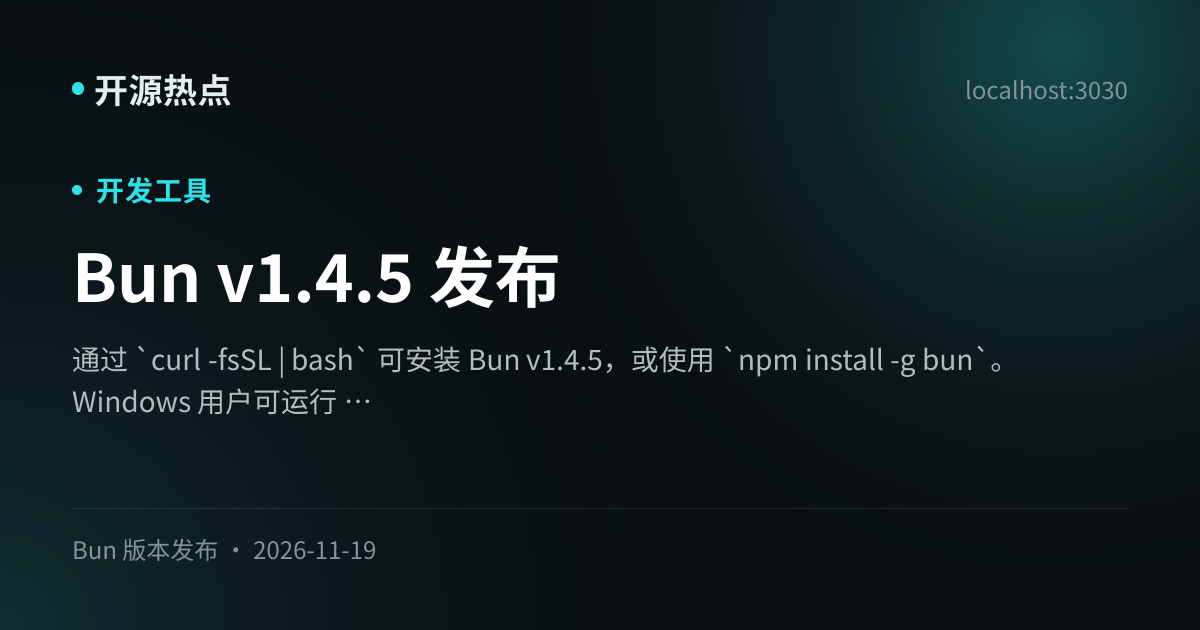 开源热点
localhost:3030
开发工具
Bun v1.4.5 发布
通过 `curl -fsSL | bash` 可安装 Bun v1.4.5，或使用 `npm install -g bun`。
Windows 用户可运行 …
Bun 版本发布 • 2026-11-19